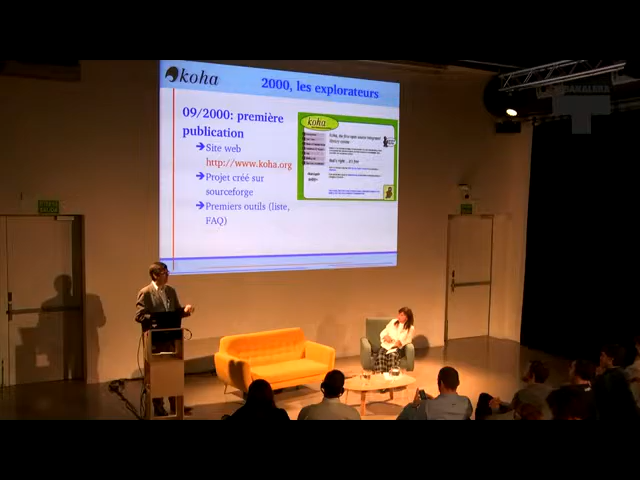 koha
2000, les explorateurs
09/2000: première
publication
➔Site web
http://www.koha.org
➔Projet créé sur
sourceforge
➔Premiers outils (liste,
FAQ)
koha